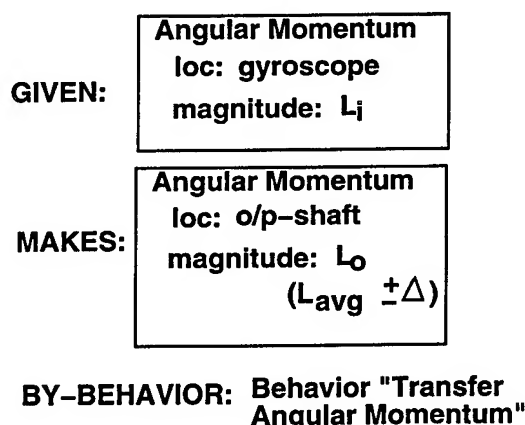 Angular Momentum
loc: gyroscope
GIVEN:
magnitude: Li
Angular Momentum
loc: o/p-shaft
MAKES:
magnitude: Lo
(Lavg ±Δ)
BY-BEHAVIOR: Behavior "Transfer
Angular Momentum"